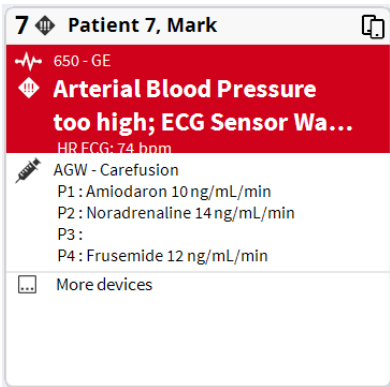 7 Patient 7, Mark
650 - GE
Arterial Blood Pressure
too high; ECG Sensor Wa...
HR ECG: 74 bpm
AGW - Carefusion
P1 : Amiodaron 10 ng/mL/min
P2 : Noradrenaline 14 ng/mL/min
P3 :
P4 : Frusemide 12 ng/mL/min
More devices